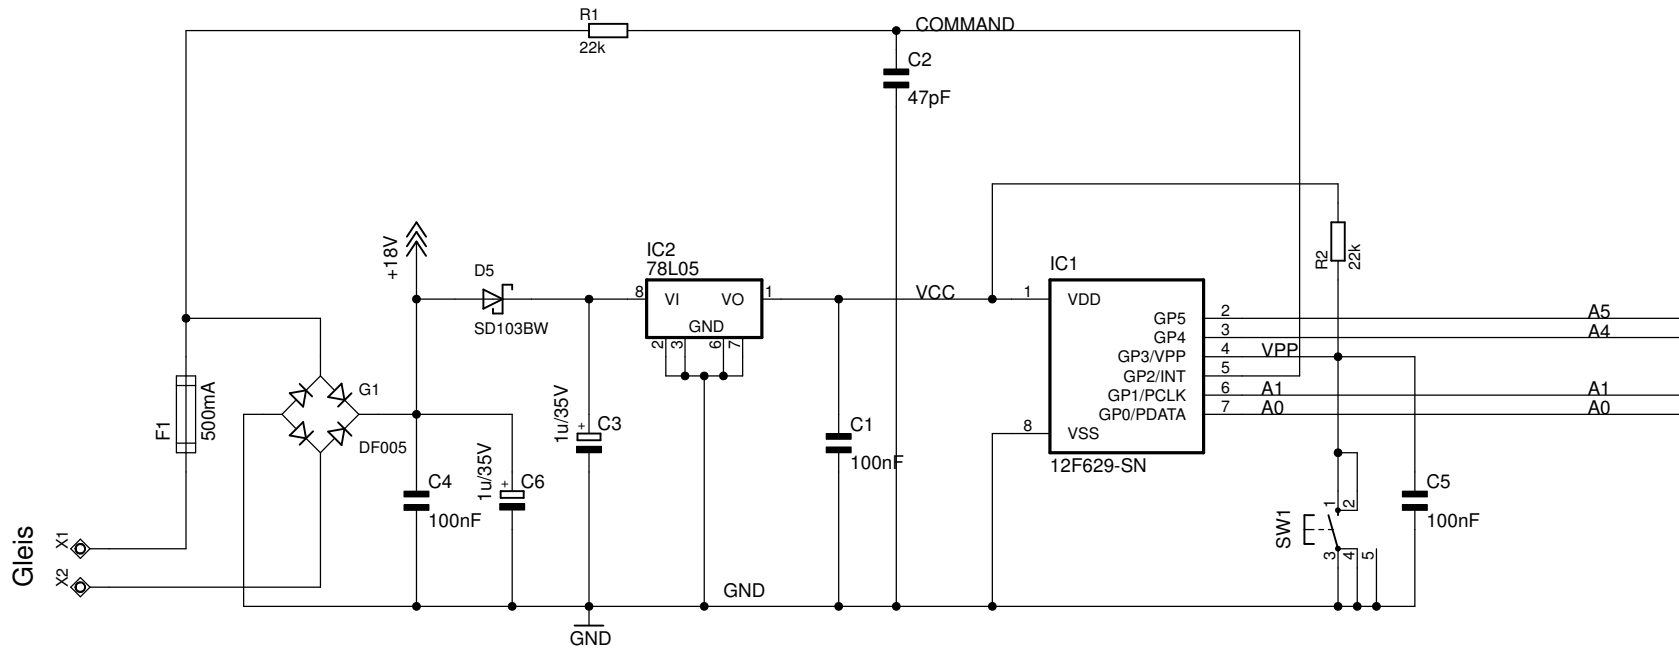 R1
22k
COMMAND
C2
47pF
+18V
D5
SD103BW
IC2
78L05
8
VI
VO
1
GND
2
3
6
7
VCC
IC1
1
VDD
GP5
2
A5
GP4
3
A4
GP3/VPP
4
VPP
GP2/INT
5
GP1/PCLK
6
A1
A1
GP0/PDATA
7
A0
A0
8
VSS
12F629-SN
R2
22k
F1
500mA
G1
DF005
C4
100nF
1u/35V
+
C6
1u/35V
+
C3
C1
100nF
SW1
1
2
3
4
5
C5
100nF
Gleis
X1
X2
GND
GND